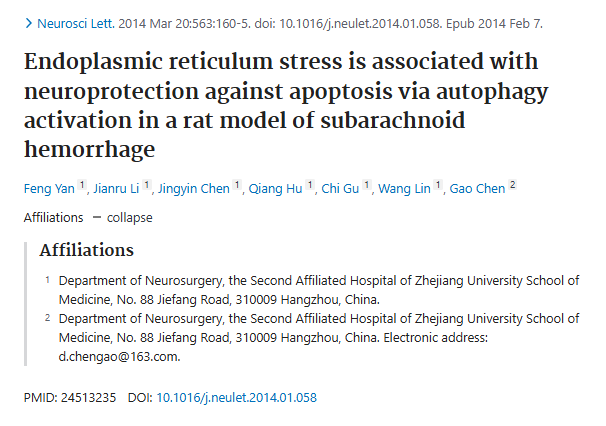 Neurosci Lett. 2014 Mar 20:563:160-5. doi: 10.1016/j.neulet.2014.01.058. Epub 2014 Feb 7.
Endoplasmic reticulum stress is associated with
neuroprotection against apoptosis via autophagy
activation in a rat model of subarachnoid
hemorrhage
Feng Yan 1, Jianru Li 1, Jingyin Chen 1, Qiang Hu 1, Chi Gu 1, Wang Lin 1, Gao Chen 2
Affiliations — collapse
Affiliations
1 Department of Neurosurgery, the Second Affiliated Hospital of Zhejiang University School of
Medicine, No. 88 Jiefang Road, 310009 Hangzhou, China.
2 Department of Neurosurgery, the Second Affiliated Hospital of Zhejiang University School of
Medicine, No. 88 Jiefang Road, 310009 Hangzhou, China. Electronic address:
d.chengao@163.com.
PMID: 24513235 DOI: 10.1016/j.neulet.2014.01.058